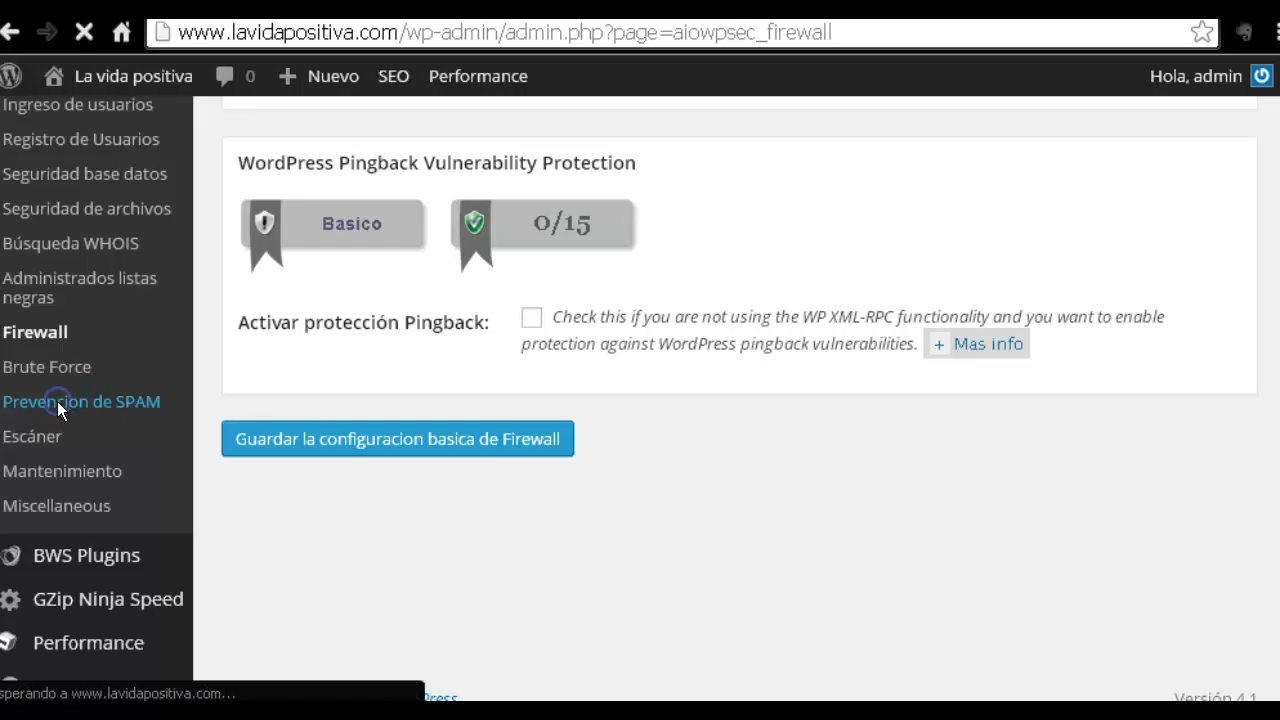 www.lavidapositiva.com/wp-admin/admin.php?page=aiowpsec_firewall
La vida positiva 0 + Nuevo SEO Performance Hola, admin
Ingreso de usuarios
Registro de Usuarios
Seguridad base datos
Seguridad de archivos
Búsqueda WHOIS
Administrados listas
negras
Firewall
Brute Force
Prevencion de SPAM
Escáner
Mantenimiento
Miscellaneous
BWS Plugins
GZip Ninja Speed
Performance
WordPress Pingback Vulnerability Protection
Basico 0/15
Activar protección Pingback:
Check this if you are not using the WP XML-RPC functionality and you want to enable
protection against WordPress pingback vulnerabilities. + Mas info
Guardar la configuracion basica de Firewall
sperando a www.lavidapositiva.com...
Press
Versión 4.1